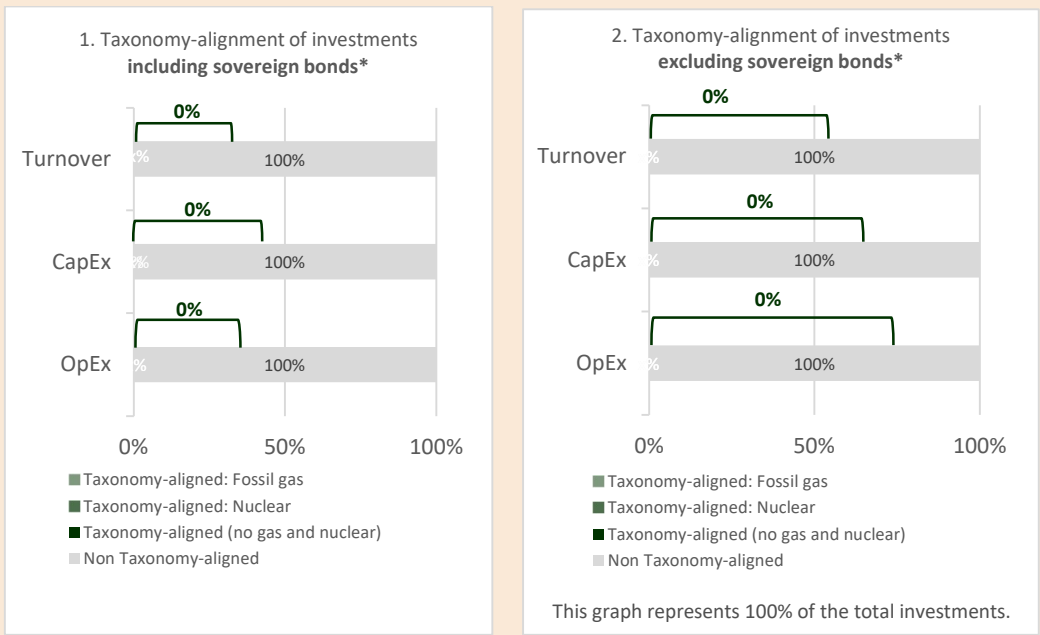 1. Taxonomy-alignment of investments
including sovereign bonds*
0%
Turnover
100%
0%
CapEx
100%
0%
OpEx
100%
0% 50% 100%
Taxonomy-aligned: Fossil gas
Taxonomy-aligned: Nuclear
Taxonomy-aligned (no gas and nuclear)
Non Taxonomy-aligned
2. Taxonomy-alignment of investments
excluding sovereign bonds*
0%
Turnover
100%
0%
CapEx
100%
0%
OpEx
100%
0% 50% 100%
Taxonomy-aligned: Fossil gas
Taxonomy-aligned: Nuclear
Taxonomy-aligned (no gas and nuclear)
Non Taxonomy-aligned
This graph represents 100% of the total investments.